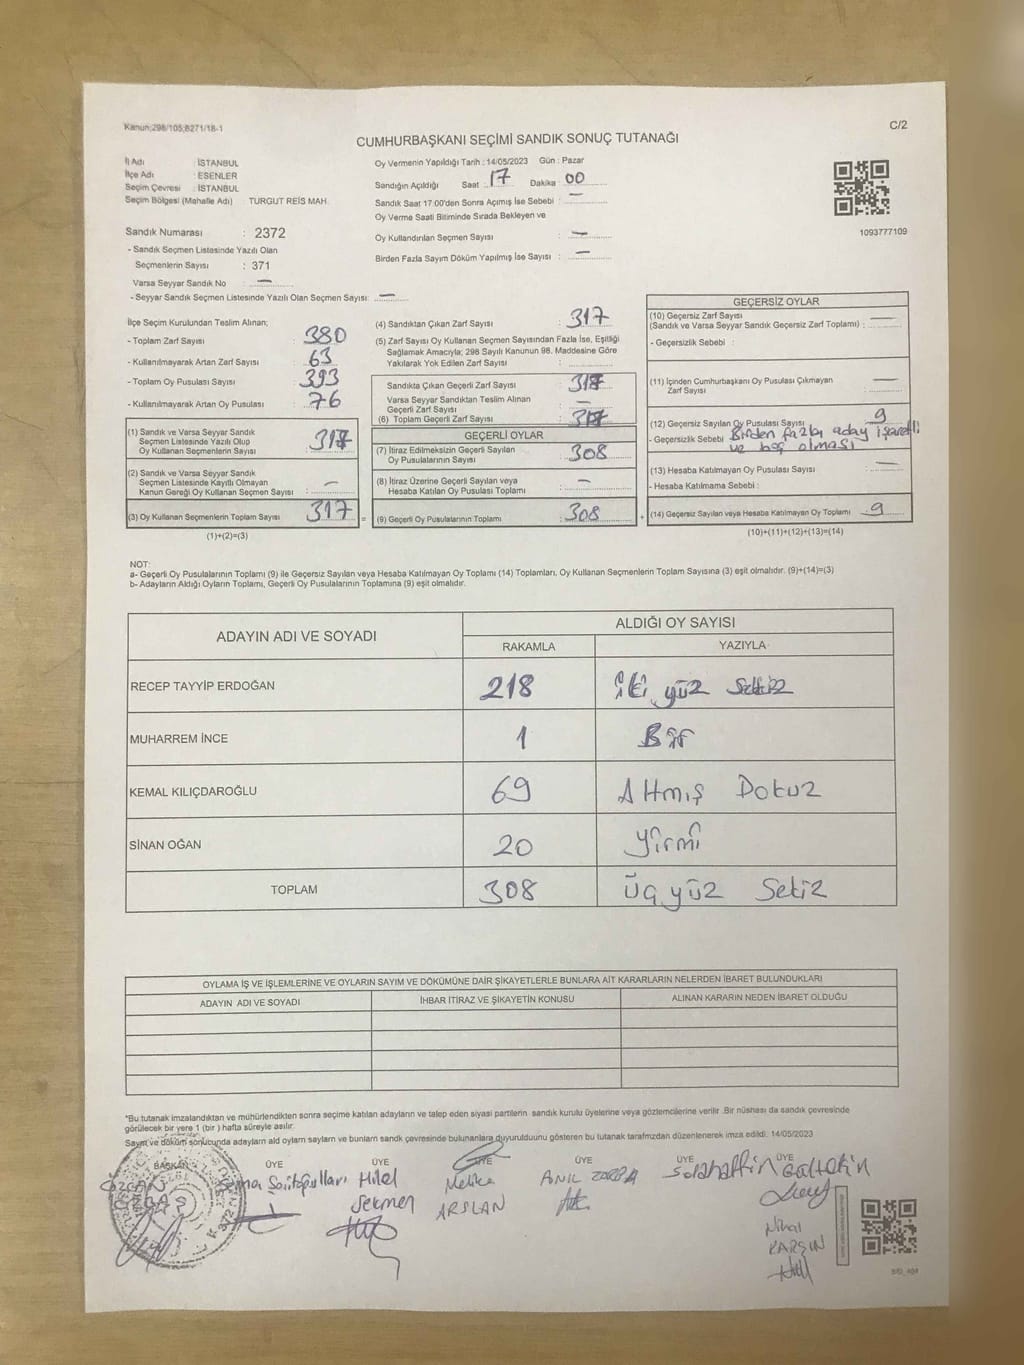 Kanun:298/105;6271/18-1
C/2
CUMHURBAŞKANI SEÇİMİ SANDIK SONUÇ TUTANAĞI
İl Adı : İSTANBUL
İlçe Adı : ESENLER
Seçim Çevresi : İSTANBUL
Seçim Bölgesi (Mahalle Adı) TURGUT REİS MAH.
Sandık Numarası : 2372
- Sandık Seçmen Listesinde Yazılı Olan
Seçmenlerin Sayısı : 371
Varsa Seyyar Sandık No : —
- Seyyar Sandık Seçmen Listesinde Yazılı Olan Seçmen Sayısı: —
Oy Vermenin Yapıldığı Tarih : 14/05/2023 Gün : Pazar
Sandığın Açıldığı Saat : 17 Dakika : 00
Sandık Saat 17.00'den Sonra Açımış İse Sebebi : —
Oy Verme Saati Bitiminde Sırada Bekleyen ve
Oy Kullandırılan Seçmen Sayısı : —
Birden Fazla Sayım Döküm Yapılmış İse Sayısı : —
1093777109
İlçe Seçim Kurulundan Teslim Alınan;
- Toplam Zarf Sayısı : 380
- Kullanılmayarak Artan Zarf Sayısı : 63
- Toplam Oy Pusulası Sayısı : 393
- Kullanılmayarak Artan Oy Pusulası : 76
(1) Sandık ve Varsa Seyyar Sandık
Seçmen Listesinde Yazılı Olup
Oy Kullanan Seçmenlerin Sayısı : 317
(2) Sandık ve Varsa Seyyar Sandık
Seçmen Listesinde Kayıtlı Olmayan
Kanun Gereği Oy Kullanan Seçmen Sayısı : —
(3) Oy Kullanan Seçmenlerin Toplam Sayısı : 317
(1)+(2)=(3)
(4) Sandıktan Çıkan Zarf Sayısı : 317
(5) Zarf Sayısı Oy Kullanan Seçmen Sayısından Fazla İse, Eşitliği
Sağlamak Amacıyla; 298 Sayılı Kanunun 98. Maddesine Göre
Yakılarak Yok Edilen Zarf Sayısı :
Sandıkta Çıkan Geçerli Zarf Sayısı : 317
Varsa Seyyar Sandıktan Teslim Alınan
Geçerli Zarf Sayısı : —
(6) Toplam Geçerli Zarf Sayısı : 317
GEÇERLİ OYLAR
(7) İtiraz Edilmeksizin Geçerli Sayılan
Oy Pusulalarının Sayısı : 308
(8) İtiraz Üzerine Geçerli Sayılan veya
Hesaba Katılan Oy Pusulası Toplamı : —
= (9) Geçerli Oy Pusulalarının Toplamı : 308
GEÇERSİZ OYLAR
(10) Geçersiz Zarf Sayısı
(Sandık ve Varsa Seyyar Sandık Geçersiz Zarf Toplamı) : —
- Geçersizlik Sebebi :
(11) İçinden Cumhurbaşkanı Oy Pusulası Çıkmayan
Zarf Sayısı : —
(12) Geçersiz Sayılan Oy Pusulası Sayısı : 9
- Geçersizlik Sebebi : Birden fazla aday işaretli
ve boş olması
(13) Hesaba Katılmayan Oy Pusulası Sayısı : —
- Hesaba Katılmama Sebebi :
+ (14) Geçersiz Sayılan veya Hesaba Katılmayan Oy Toplamı : 9
(10)+(11)+(12)+(13)=(14)
NOT:
a- Geçerli Oy Pusulalarının Toplamı (9) ile Geçersiz Sayılan veya Hesaba Katılmayan Oy Toplamı (14) Toplamları, Oy Kullanan Seçmenlerin Toplam Sayısına (3) eşit olmalıdır. (9)+(14)=(3)
b- Adayların Aldığı Oyların Toplamı, Geçerli Oy Pusulalarının Toplamına (9) eşit olmalıdır.
ADAYIN ADI VE SOYADI ALDIĞI OY SAYISI
RAKAMLA YAZIYLA
RECEP TAYYİP ERDOĞAN 218 iki yüz sekiz
MUHARREM İNCE 1 Bir
KEMAL KILIÇDAROĞLU 69 Altmış Dokuz
SİNAN OĞAN 20 yirmi
TOPLAM 308 üç yüz Sekiz
OYLAMA İŞ VE İŞLEMLERİNE VE OYLARIN SAYIM VE DÖKÜMÜNE DAİR ŞİKAYETLERLE BUNLARA AİT KARARLARIN NELERDEN İBARET BULUNDUKLARI
ADAYIN ADI VE SOYADI İHBAR İTİRAZ VE ŞİKAYETİN KONUSU ALINAN KARARIN NEDEN İBARET OLDUĞU
*Bu tutanak imzalandıktan ve mühürlendikten sonra seçime katılan adayların ve talep eden siyasi partilerin sandık kurulu üyelerine veya gözlemcilerine verilir .Bir nüshası da sandık çevresinde
görülecek bir yere 1 (bir ) hafta süreyle asılır.
Sayım ve döküm sonucunda adayların ald oyların sayların ve bunların sandk çevresinde bulunanlara duyurulduunu gösteren bu tutanak tarafmzdan düzenlenerek imza edildi. 14/05/2023
BAŞKAN ÜYE ÜYE ÜYE ÜYE ÜYE ÜYE
Hilal Melike ANIL Selahattin Gültekin
Sekmen ARSLAN
Nihal
KARGIN